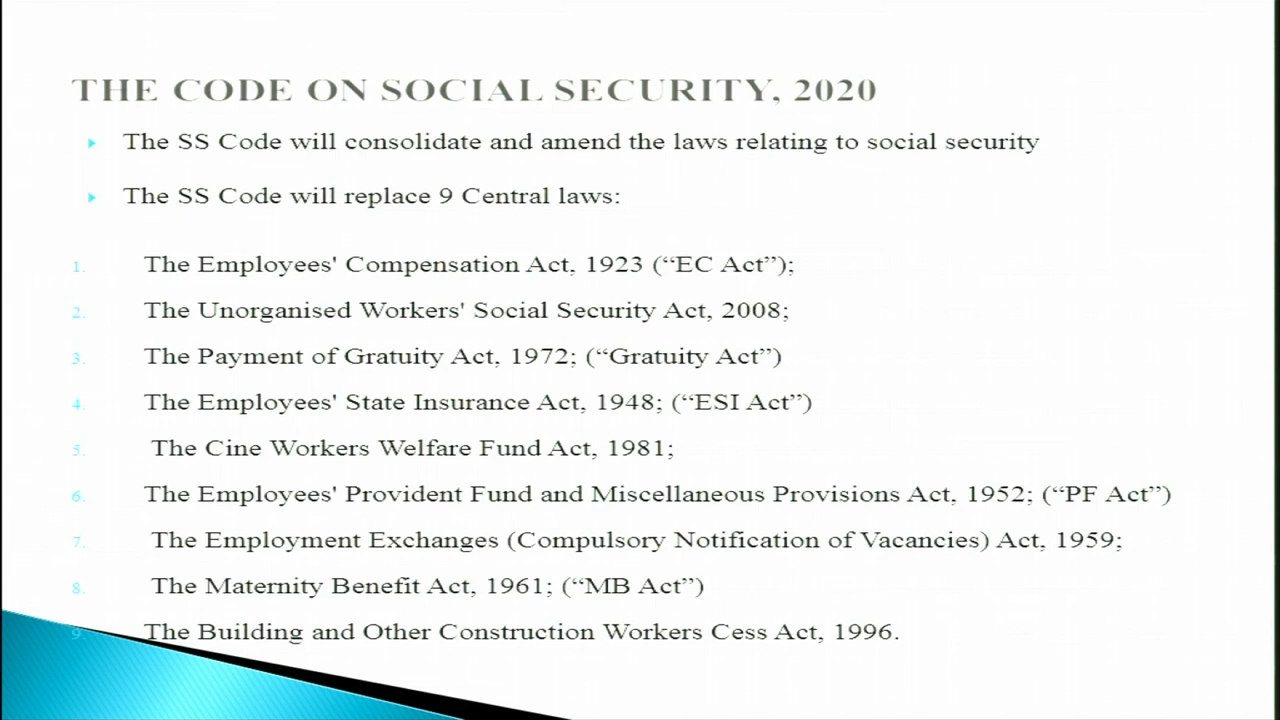 THE CODE ON SOCIAL SECURITY, 2020
The SS Code will consolidate and amend the laws relating to social security
The SS Code will replace 9 Central laws:
1. The Employees' Compensation Act, 1923 (“EC Act”);
2. The Unorganised Workers' Social Security Act, 2008;
3. The Payment of Gratuity Act, 1972; (“Gratuity Act”)
4. The Employees' State Insurance Act, 1948; (“ESI Act”)
5. The Cine Workers Welfare Fund Act, 1981;
6. The Employees' Provident Fund and Miscellaneous Provisions Act, 1952; (“PF Act”)
7. The Employment Exchanges (Compulsory Notification of Vacancies) Act, 1959;
8. The Maternity Benefit Act, 1961; (“MB Act”)
9. The Building and Other Construction Workers Cess Act, 1996.